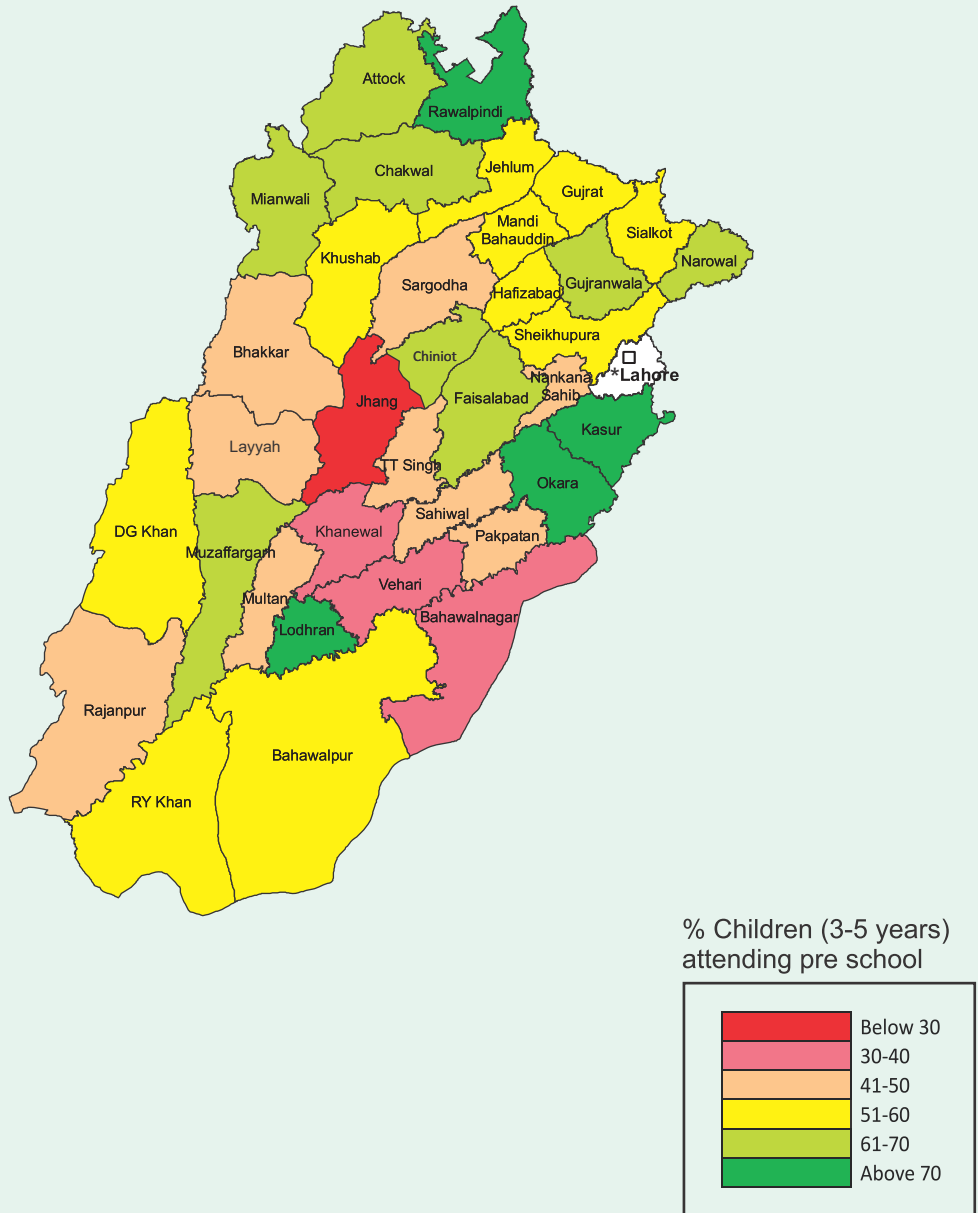 Attock
Rawalpindi
Chakwal
Jehlum
Mianwali
Gujrat
Mandi
Bahauddin
Sialkot
Khushab
Narowal
Sargodha
Gujranwala
Hafizabad
Sheikhupura
Bhakkar
Chiniot
*Lahore
Nankana
Sahib
Jhang
Faisalabad
Kasur
Layyah
TT Singh
Okara
Sahiwal
DG Khan
Khanewal
Pakpatan
Muzaffargarh
Vehari
Multan
Bahawalnagar
Lodhran
Rajanpur
Bahawalpur
RY Khan
% Children (3-5 years)
attending pre school
Below 30
30-40
41-50
51-60
61-70
Above 70